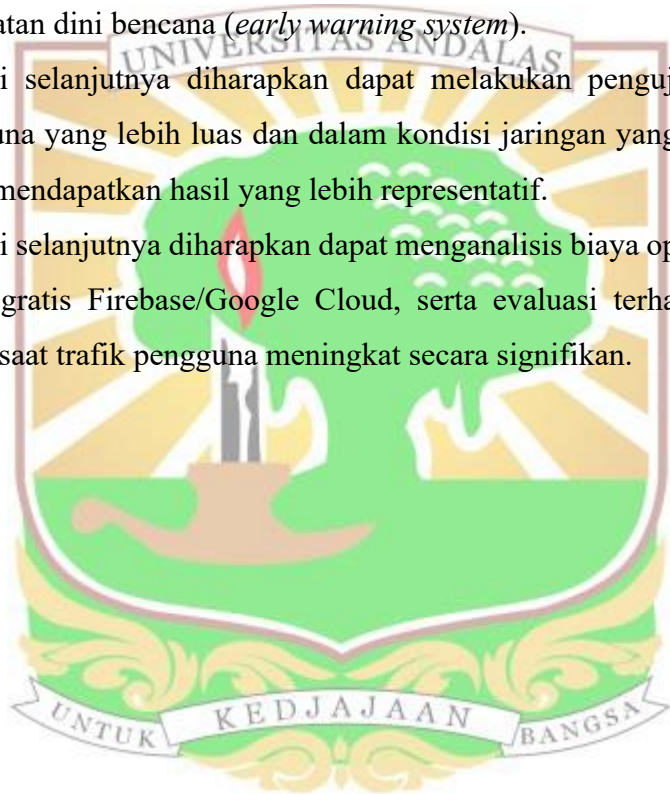 atan dini bencana (early warning system).
UNIVERSITAS ANDALAS
i selanjutnya diharapkan dapat melakukan penguj
una yang lebih luas dan dalam kondisi jaringan yang
mendapatkan hasil yang lebih representatif.
i selanjutnya diharapkan dapat menganalisis biaya op
gratis Firebase/Google Cloud, serta evaluasi terha
saat trafik pengguna meningkat secara signifikan.
UNTUK KEDJAJAAN BANGSA